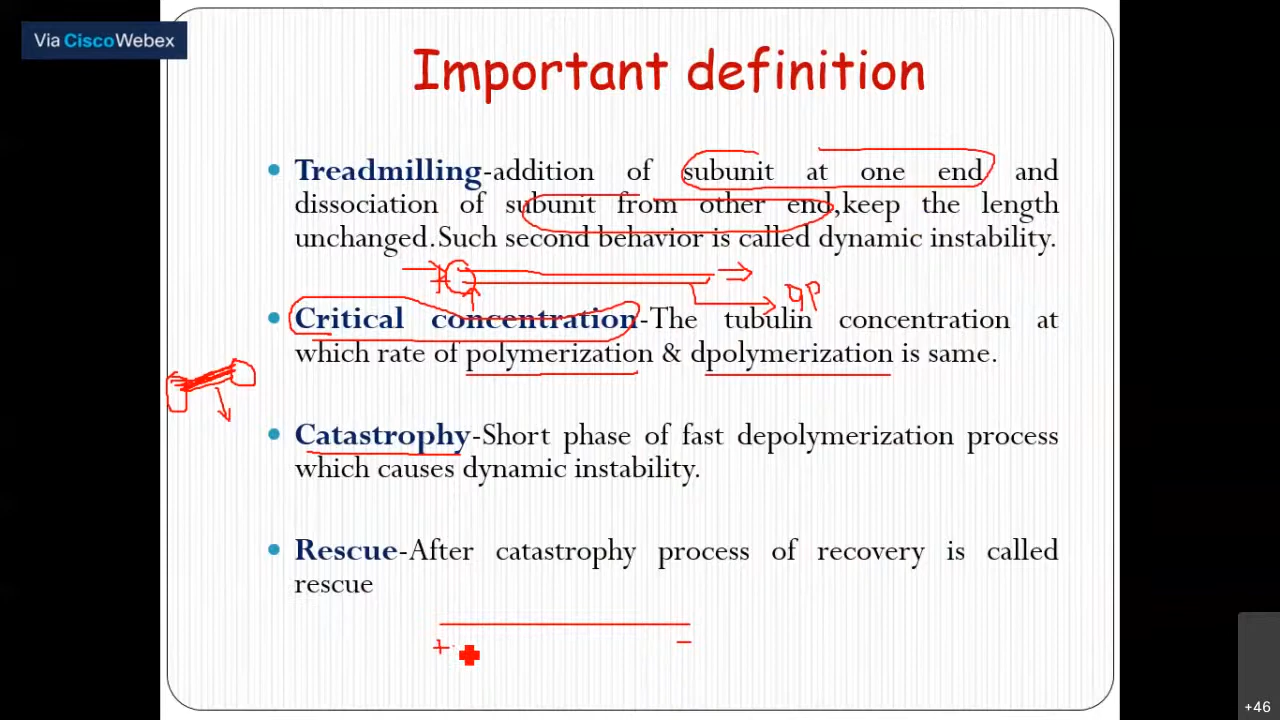 Via CiscoWebex
Important definition
• Treadmilling-addition of subunit at one end and
dissociation of subunit from other end,keep the length
unchanged.Such second behavior is called dynamic instability.
• Critical concentration-The tubulin concentration at
which rate of polymerization & dpolymerization is same.
• Catastrophy-Short phase of fast depolymerization process
which causes dynamic instability.
• Rescue-After catastrophy process of recovery is called
rescue
+ -
+46